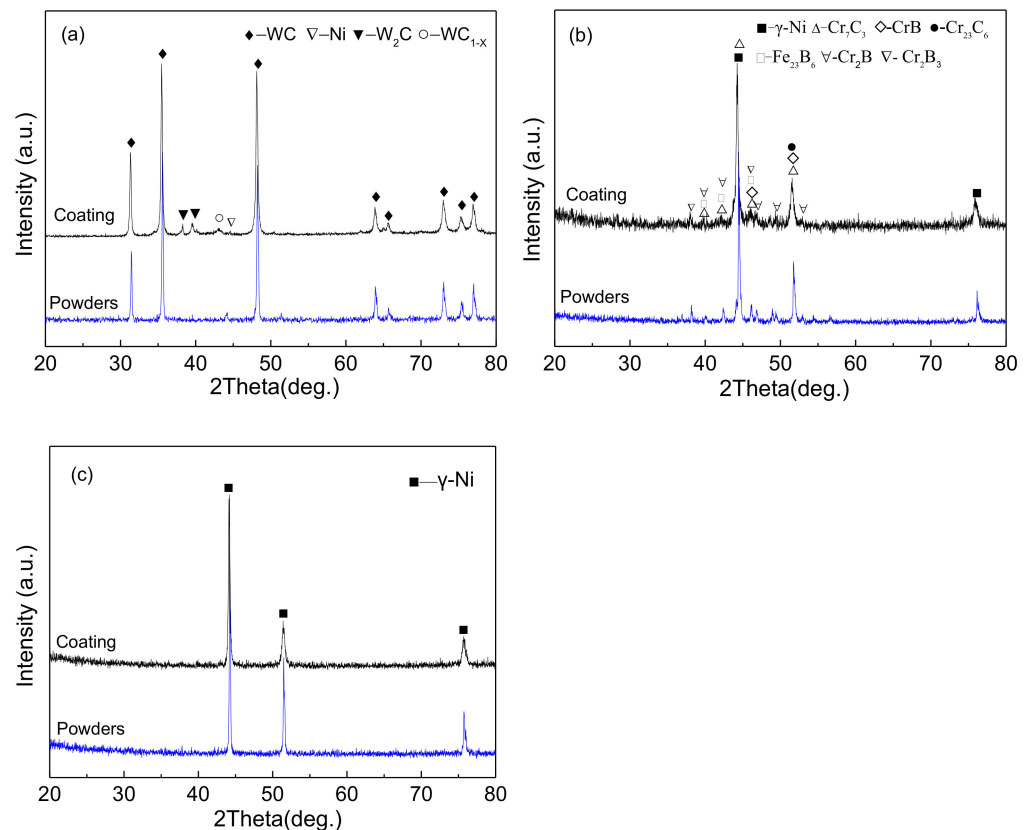 (a)
◆–WC ▽–Ni ▼–W₂C ○–WC₁₋ₓ
Intensity (a.u.)
Coating
Powders
20 30 40 50 60 70 80
2Theta(deg.)
(b)
■–γ-Ni △–Cr₇C₃ ◇-CrB ●-Cr₂₃C₆
□–Fe₂₃B₆ ⩔-Cr₂B ▽- Cr₂B₃
Intensity (a.u.)
Coating
Powders
20 30 40 50 60 70 80
2Theta(deg.)
(c)
■—γ-Ni
Intensity (a.u.)
Coating
Powders
20 30 40 50 60 70 80
2Theta(deg.)